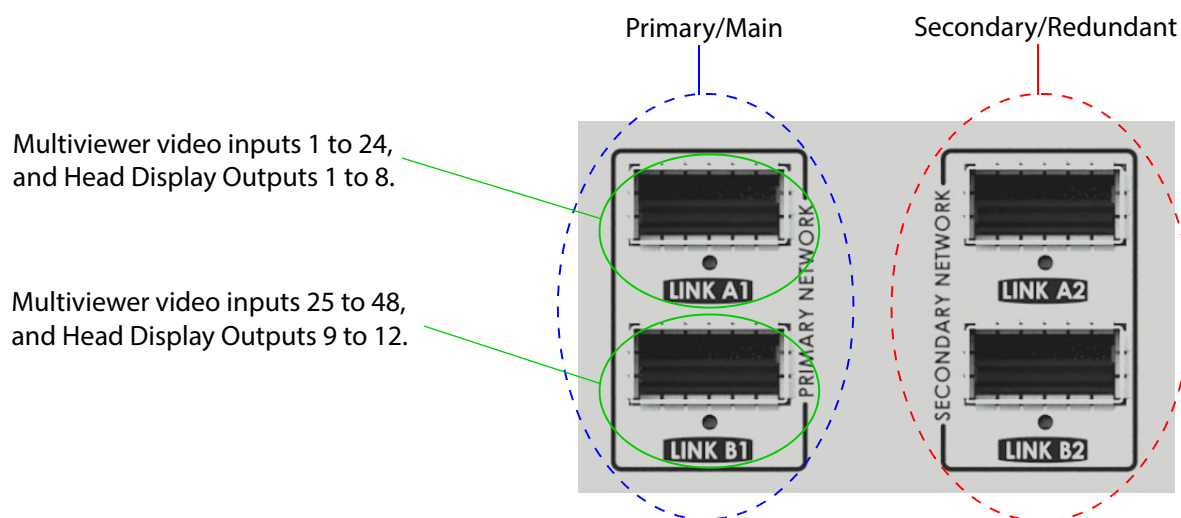 Primary/Main
Secondary/Redundant
Multiviewer video inputs 1 to 24,
and Head Display Outputs 1 to 8.
Multiviewer video inputs 25 to 48,
and Head Display Outputs 9 to 12.
LINK A1
LINK B1
PRIMARY NETWORK
SECONDARY NETWORK
LINK A2
LINK B2